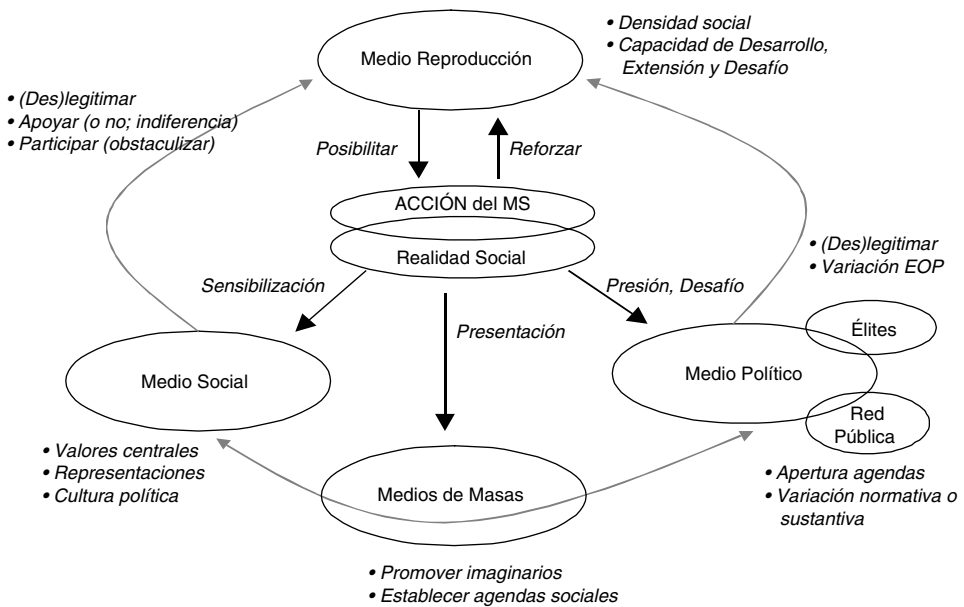 • Densidad social
• Capacidad de Desarrollo,
Extensión y Desafío
Medio Reproducción
• (Des)legitimar
• Apoyar (o no; indiferencia)
• Participar (obstaculizar)
Posibilitar
Reforzar
ACCIÓN del MS
Realidad Social
• (Des)legitimar
• Variación EOP
Sensibilización
Presión, Desafío
Presentación
Élites
Medio Social
Medio Político
Red
Pública
• Valores centrales
• Representaciones
• Cultura política
• Apertura agendas
• Variación normativa o
sustantiva
Medios de Masas
• Promover imaginarios
• Establecer agendas sociales